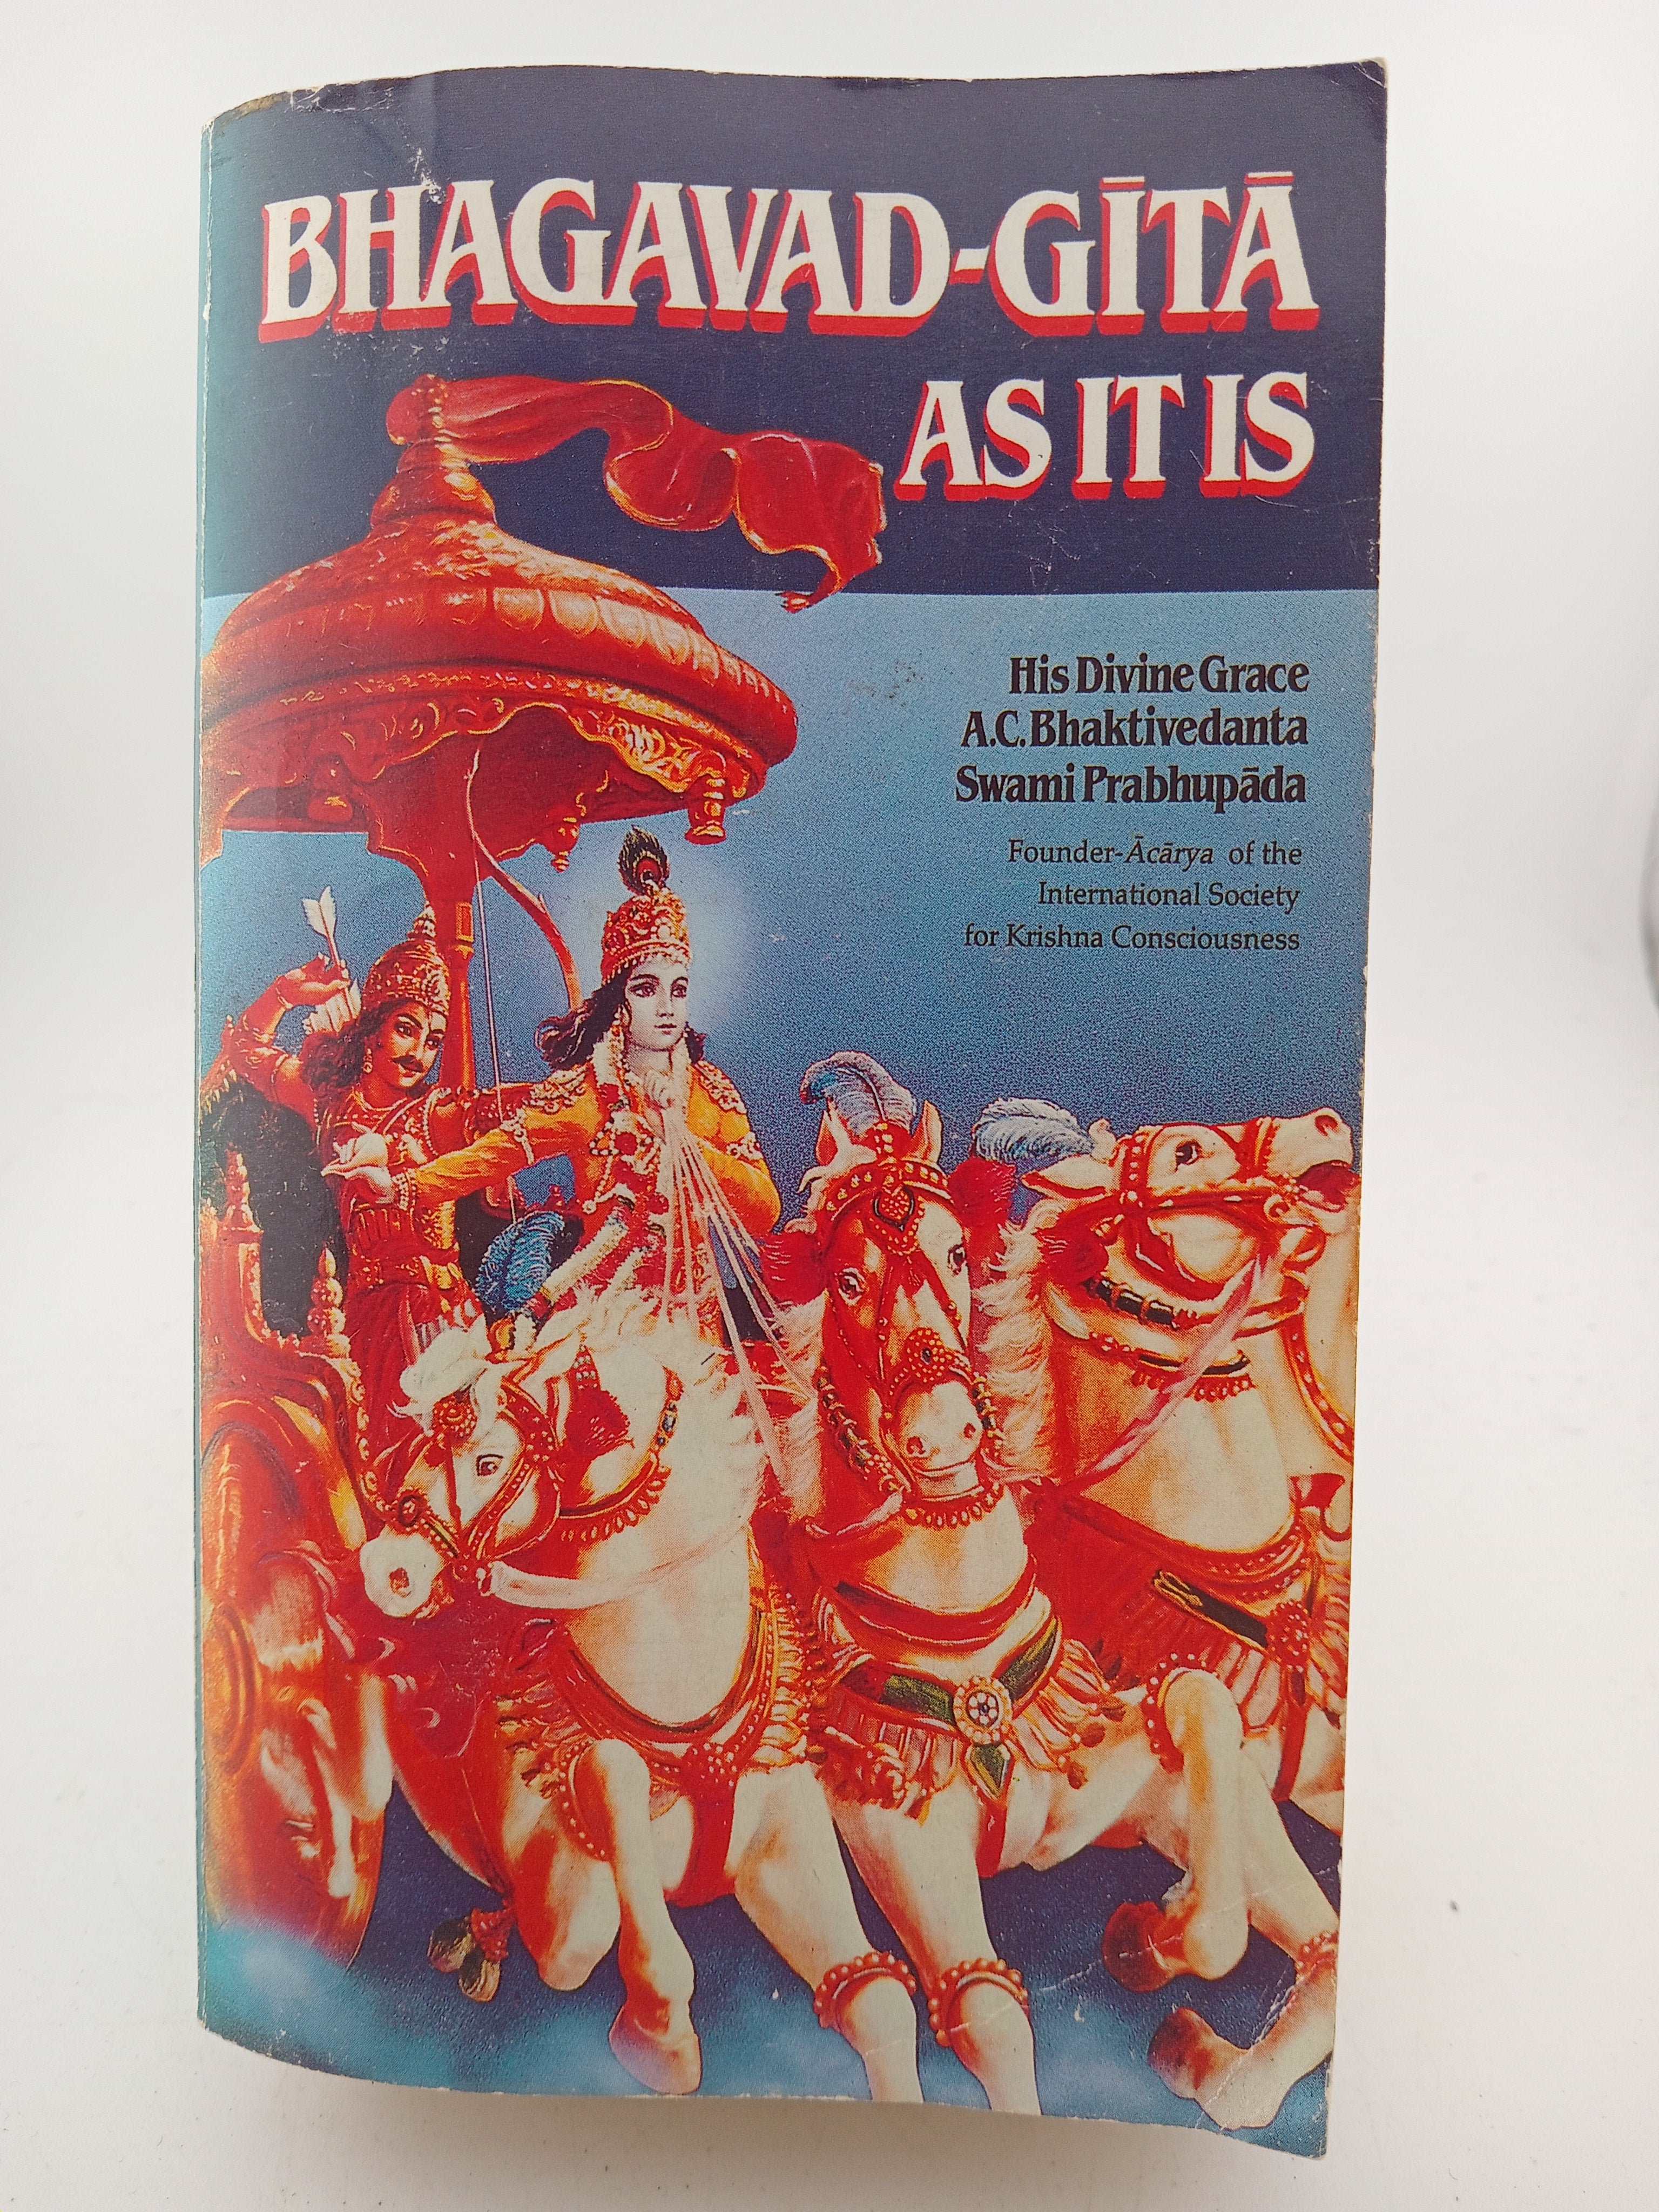 BHAGAVAD-GĪTĀ
AS IT IS
His Divine Grace
A.C. Bhaktivedanta
Swami Prabhupāda
Founder-Ācārya of the
International Society
for Krishna Consciousness